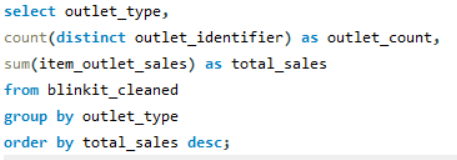 select outlet_type,
count(distinct outlet_identifier) as outlet_count,
sum(item_outlet_sales) as total_sales
from blinkit_cleaned
group by outlet_type
order by total_sales desc;